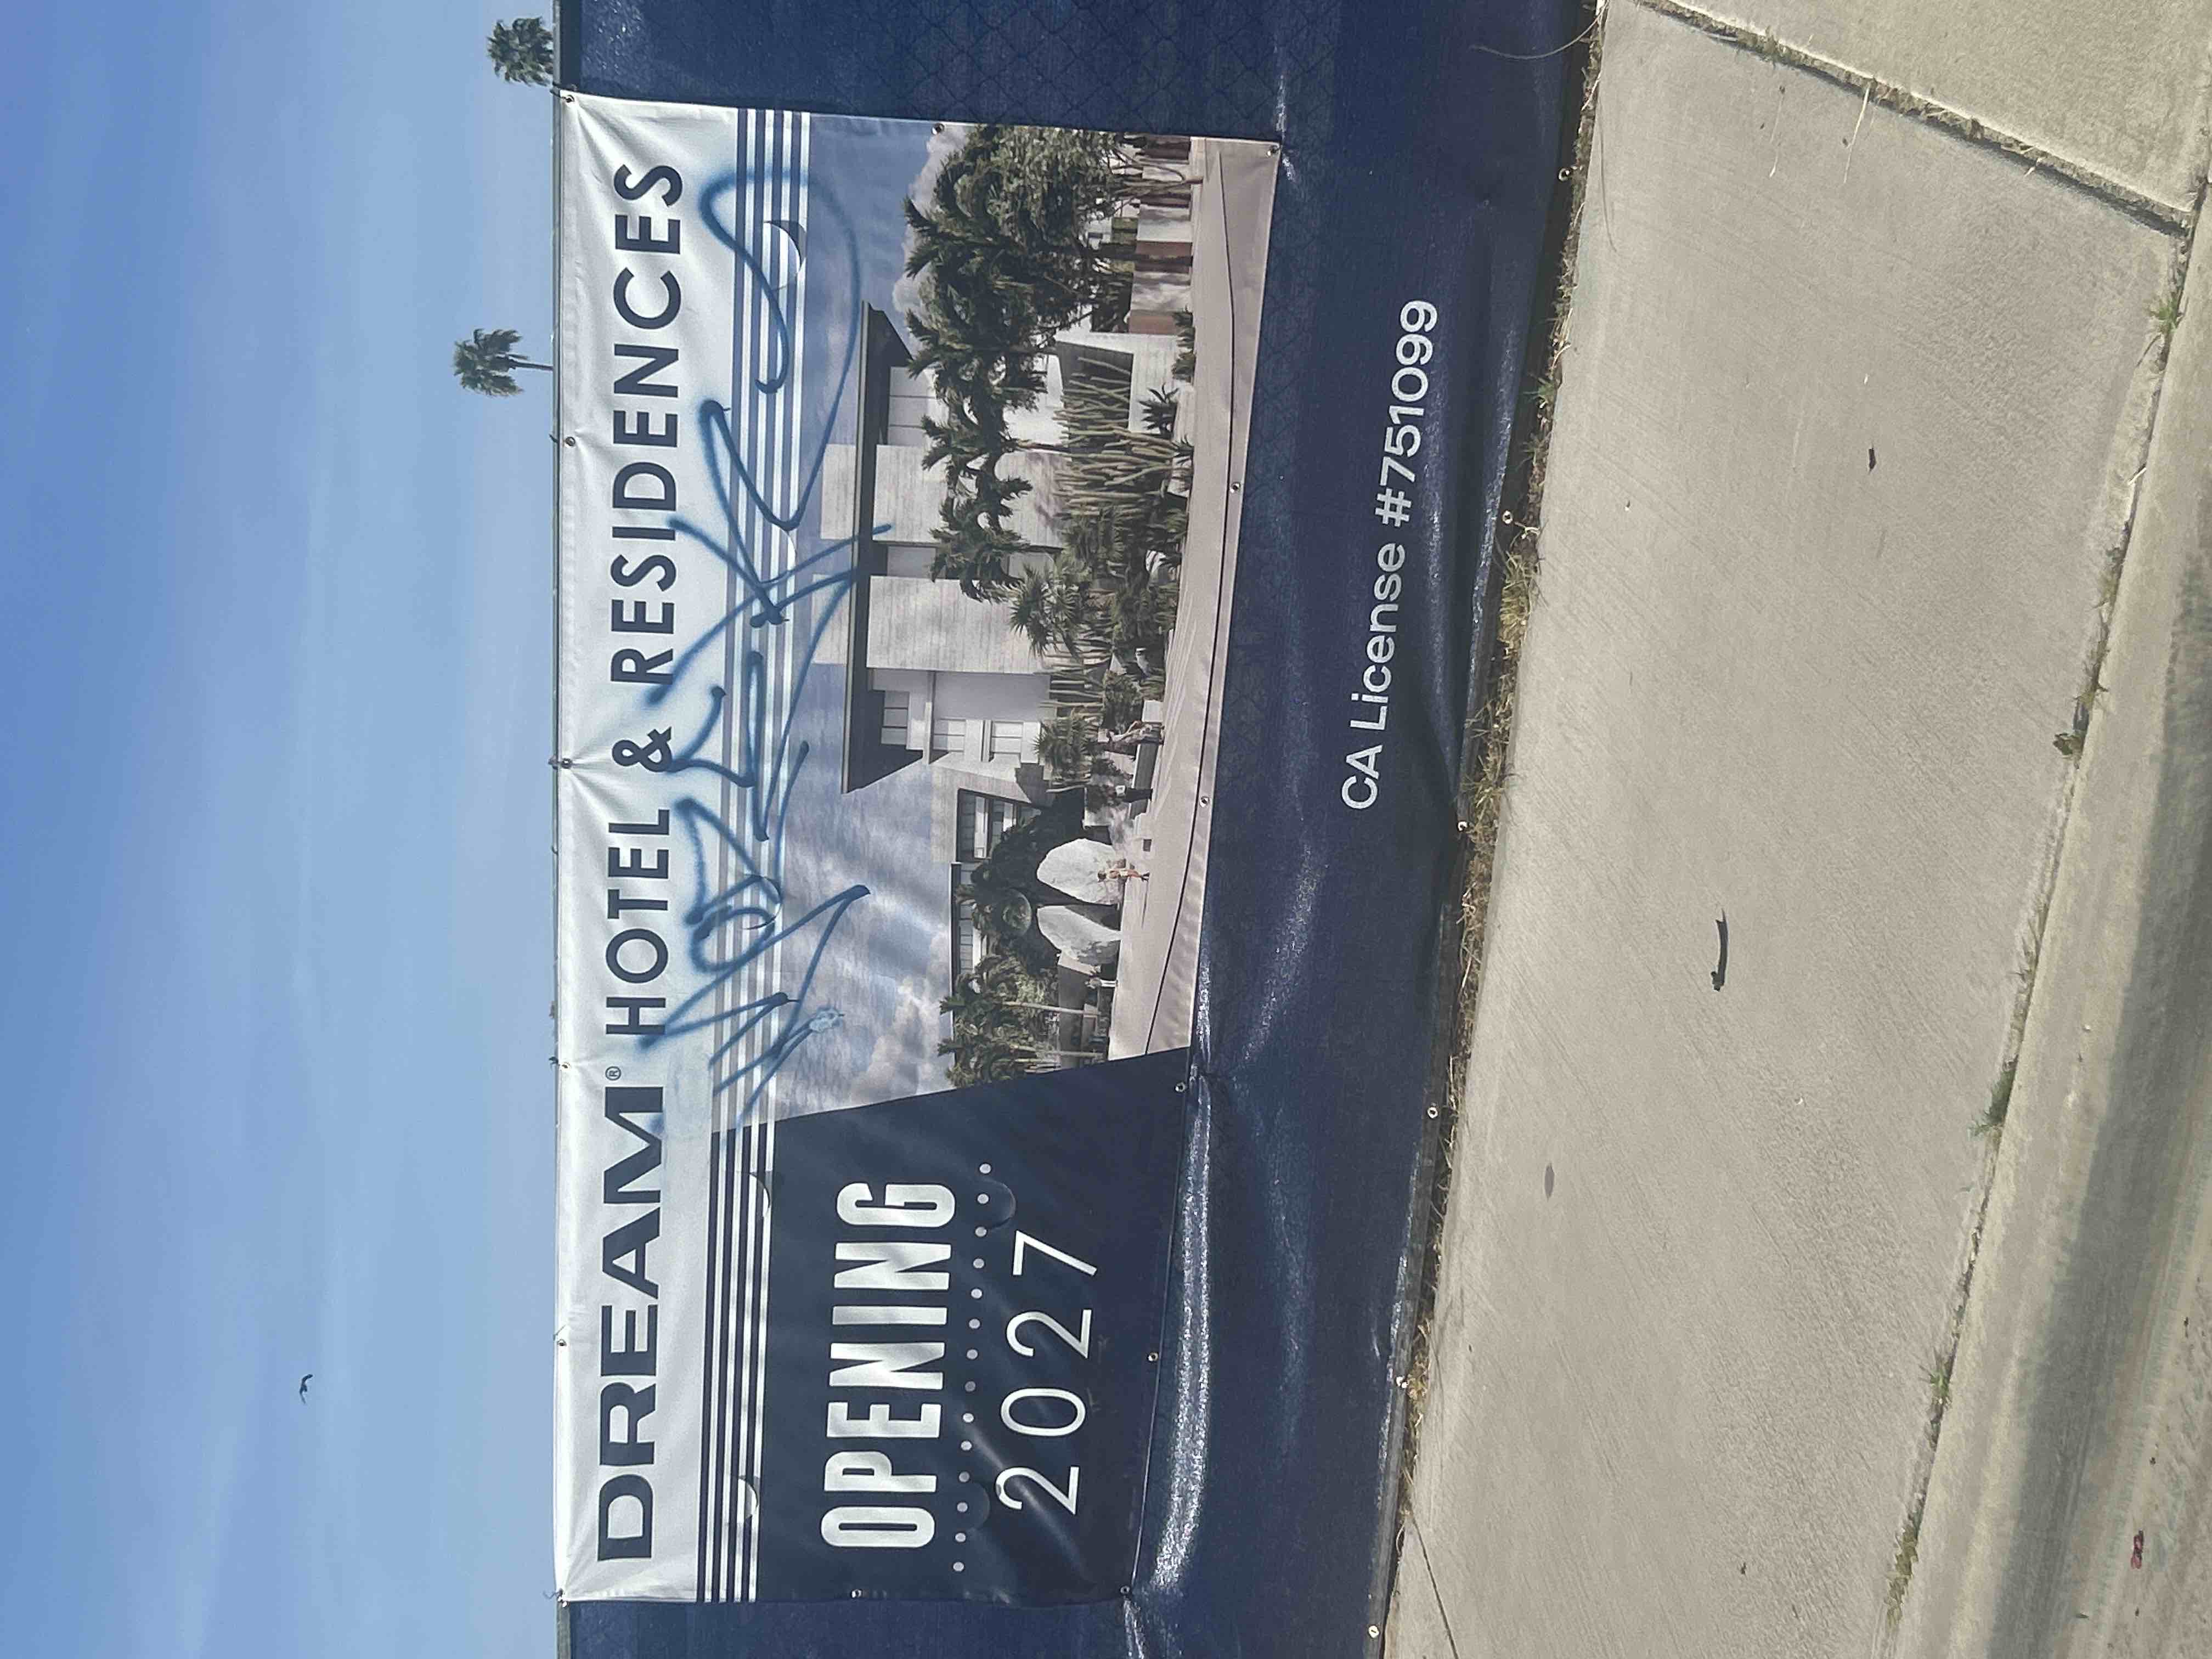 DREAM® HOTEL & RESIDENCES
OPENING
2027
CA License #751099